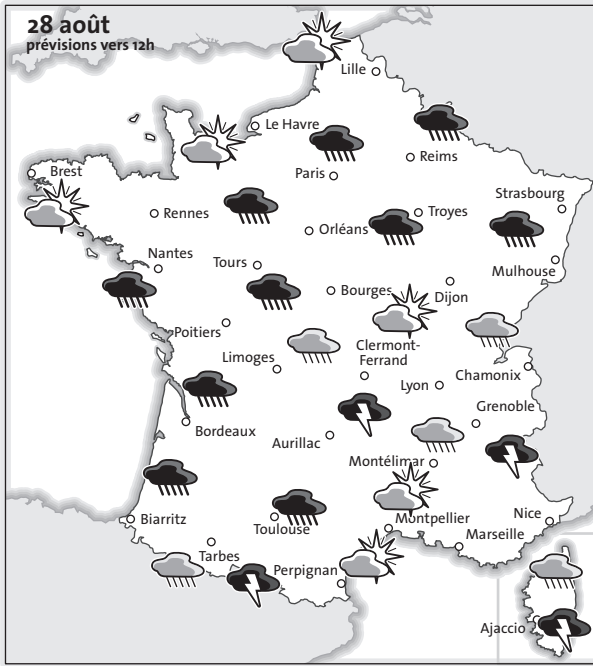 28 août
prévisions vers 12h
Lille
Le Havre
Reims
Paris
Brest
Strasbourg
Rennes
Troyes
Orléans
Nantes
Tours
Mulhouse
Bourges
Dijon
Poitiers
Clermont-
Ferrand
Limoges
Chamonix
Lyon
Grenoble
Bordeaux
Aurillac
Montélimar
Biarritz
Toulouse
Montpellier
Nice
Marseille
Tarbes
Perpignan
Ajaccio